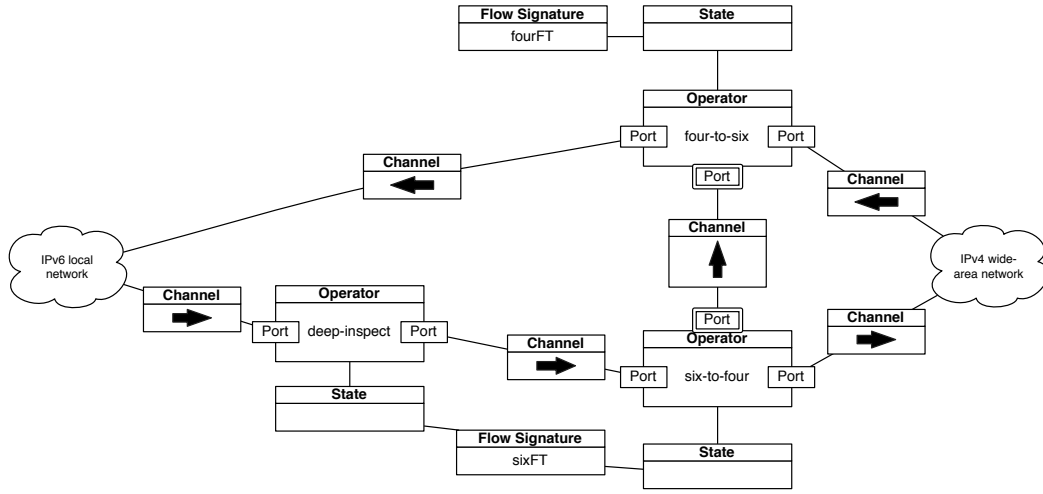 Flow Signature
fourFT
State
Operator
Port
four-to-six
Port
Port
Channel
Channel
Channel
IPv6 local
network
IPv4 wide-
area network
Channel
Operator
Port
deep-inspect
Port
Port
Channel
Channel
Operator
Port
six-to-four
Port
State
Flow Signature
sixFT
State